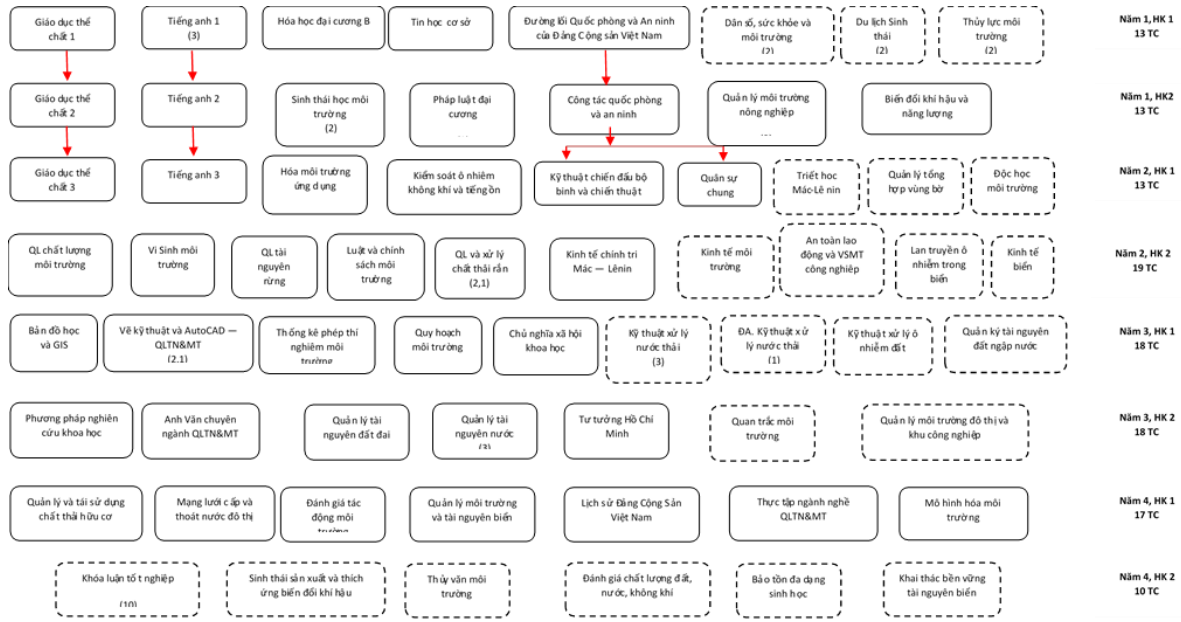 Giáo dục thể
chất 1
Tiếng anh 1
(3)
Hóa học đại cương B
Tin học cơ sở
Đường lối Quốc phòng và An ninh
của Đảng Cộng sản Việt Nam
Dân số, sức khỏe và
môi trường
(2)
Du lịch Sinh
thái
(2)
Thủy lực môi
trường
(2)
Năm 1, HK 1
13 TC
Giáo dục thể
chất 2
Tiếng anh 2
Sinh thái học môi
trường
(2)
Pháp luật đại
cương
Công tác quốc phòng
và an ninh
Quản lý môi trường
nông nghiệp
Biến đổi khí hậu và
năng lượng
Năm 1, HK2
13 TC
Giáo dục thể
chất 3
Tiếng anh 3
Hóa môi trường
ứng dụng
Kiểm soát ô nhiễm
không khí và tiếng ồn
Kỹ thuật chiến đấu bộ
binh và chiến thuật
Quân sự
chung
Triết học
Mác-Lê nin
Quản lý tổng
hợp vùng bờ
Độc học
môi trường
Năm 2, HK 1
13 TC
QL chất lượng
môi trường
Vi Sinh môi
trường
QL tài
nguyên
rừng
Luật và chính
sách môi
trường
QL và xử lý
chất thải rắn
(2,1)
Kinh tế chính trị
Mác — Lênin
Kinh tế môi
trường
An toàn lao
động và VSMT
công nghiệp
Lan truyền ô
nhiễm trong
biển
Kinh tế
biển
Năm 2, HK 2
19 TC
Bản đồ học
và GIS
Vẽ kỹ thuật và AutoCAD —
QLTN&MT
(2.1)
Thống kê phép thí
nghiệm môi
trường
Quy hoạch
môi trường
Chủ nghĩa xã hội
khoa học
Kỹ thuật xử lý
nước thải
(3)
ĐA. Kỹ thuật xử
lý nước thải
(1)
Kỹ thuật xử lý ô
nhiễm đất
Quản ký tài nguyên
đất ngập nước
Năm 3, HK 1
18 TC
Phương pháp nghiên
cứu khoa học
Anh Văn chuyên
ngành QLTN&MT
Quản lý tài
nguyên đất đai
Quản lý tài
nguyên nước
(3)
Tư tưởng Hồ Chí
Minh
Quan trắc môi
trường
Quản lý môi trường đô thị và
khu công nghiệp
Năm 3, HK 2
18 TC
Quản lý và tái sử dụng
chất thải hữu cơ
Mạng lưới cấp và
thoát nước đô thị
Đánh giá tác
động môi
trường
Quản lý môi trường
và tài nguyên biển
Lịch sử Đảng Cộng Sản
Việt Nam
Thực tập ngành nghề
QLTN&MT
Mô hình hóa môi
trường
Năm 4, HK 1
17 TC
Khóa luận tốt nghiệp
(10)
Sinh thái sản xuất và thích
ứng biến đổi khí hậu
Thủy văn môi
trường
Đánh giá chất lượng đất,
nước, không khí
Bảo tồn đa dạng
sinh học
Khai thác bền vững
tài nguyên biển
Năm 4, HK 2
10 TC